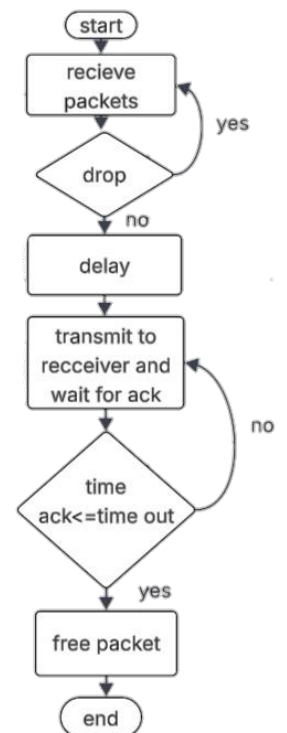 start
recieve
packets
yes
drop
no
delay
transmit to
recceiver and
wait for ack
no
time
ack<=time out
yes
free packet
end